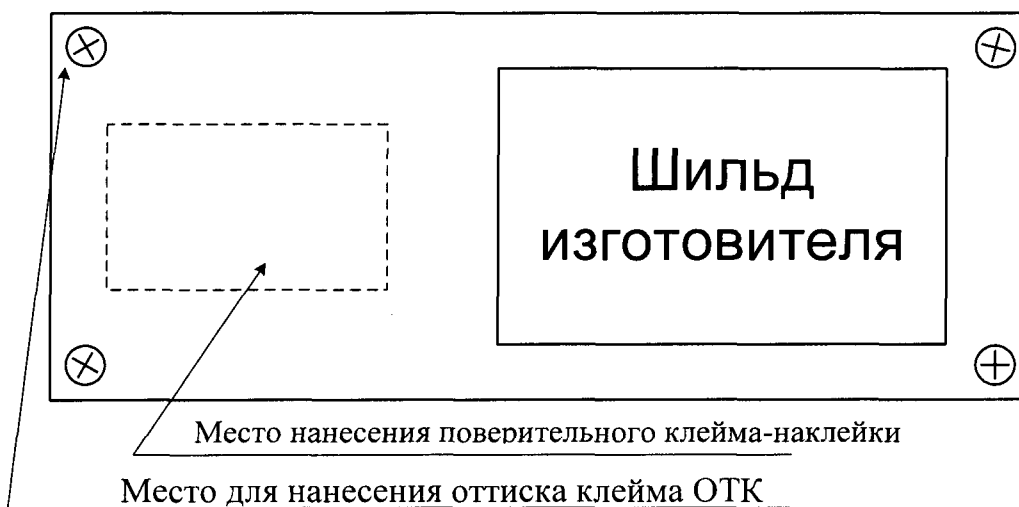 Шильд
изготовителя
Место нанесения поверительного клейма-наклейки
Место для нанесения оттиска клейма ОТК